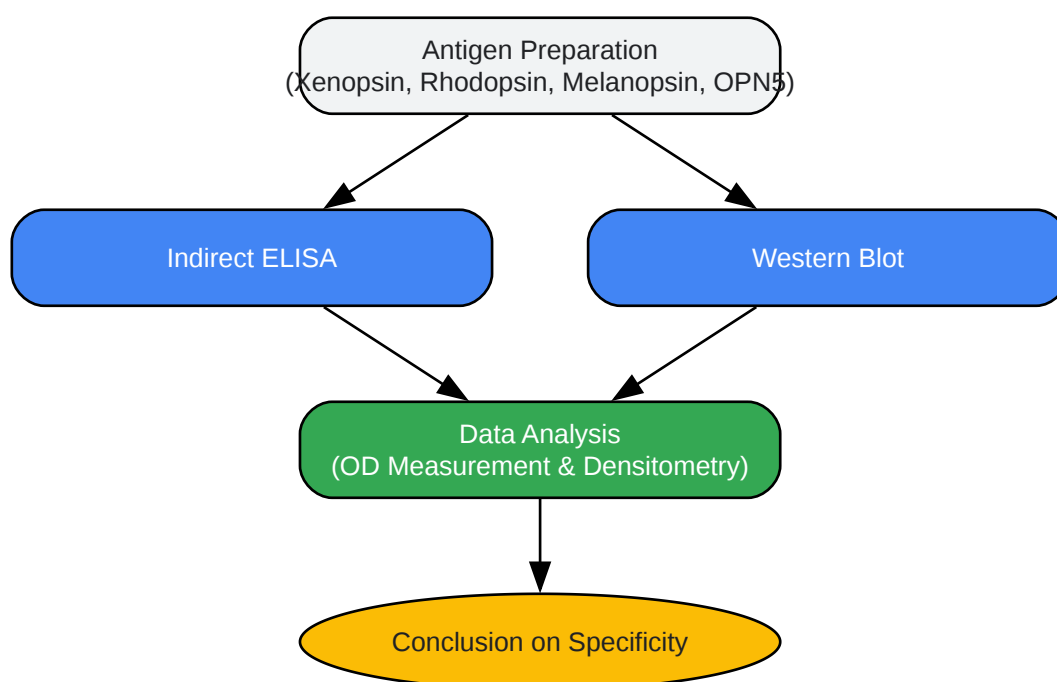 Antigen Preparation
(Xenopsin, Rhodopsin, Melanopsin, OPN5)
Indirect ELISA
Western Blot
Data Analysis
(OD Measurement & Densitometry)
Conclusion on Specificity